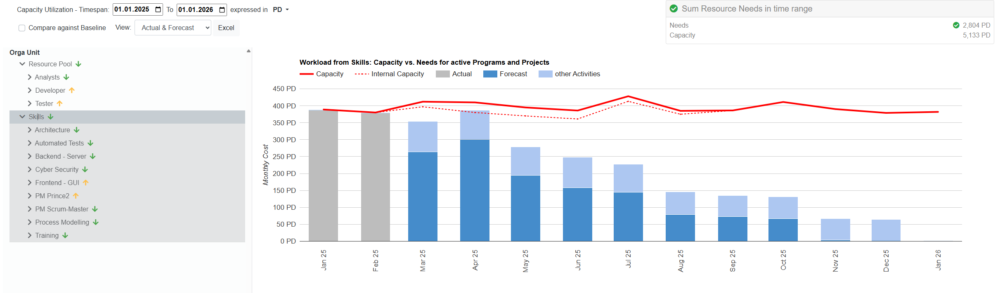 Capacity Utilization - Timespan: 01.01.2025 To 01.01.2026 expressed in PD
Compare against Baseline View: Actual & Forecast Excel
Sum Resource Needs in time range
Needs 2,804 PD
Capacity 5,133 PD
Orga Unit
Resource Pool
Analysts
Developer
Tester
Skills
Architecture
Automated Tests
Backend - Server
Cyber Security
Frontend - GUI
PM Prince2
PM Scrum-Master
Process Modelling
Training
Workload from Skills: Capacity vs. Needs for active Programs and Projects
Capacity Internal Capacity Actual Forecast other Activities
Monthly Cost
450 PD
400 PD
350 PD
300 PD
250 PD
200 PD
150 PD
100 PD
50 PD
0 PD
Jan 25
Feb 25
Mar 25
Apr 25
May 25
Jun 25
Jul 25
Aug 25
Sep 25
Oct 25
Nov 25
Dec 25
Jan 26